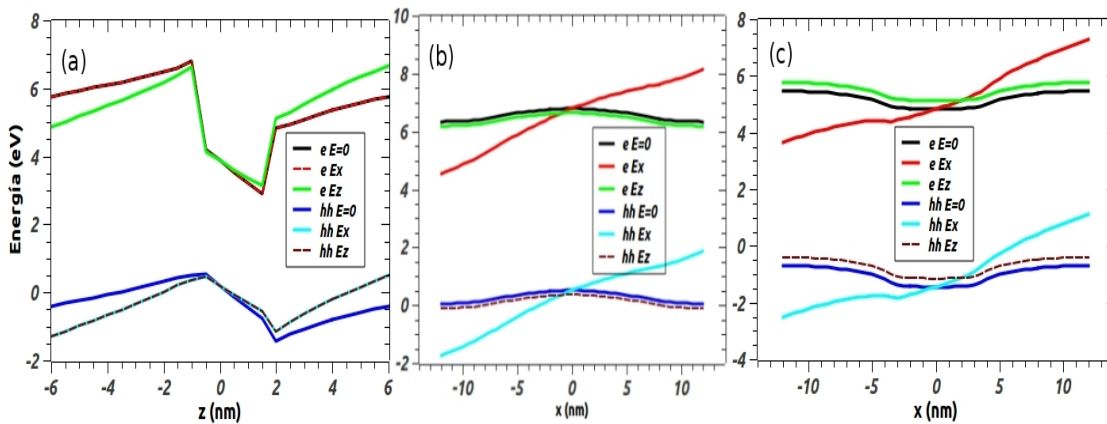 (a)
Energía (eV)
8
6
4
2
0
-2
-6 -4 -2 0 2 4 6
z (nm)
e E=0
e Ex
e Ez
hh E=0
hh Ex
hh Ez
(b)
10
8
6
4
2
0
-2
-10 -5 0 5 10
x (nm)
e E=0
e Ex
e Ez
hh E=0
hh Ex
hh Ez
(c)
8
6
4
2
0
-2
-4
-10 -5 0 5 10
x (nm)
e E=0
e Ex
e Ez
hh E=0
hh Ex
hh Ez